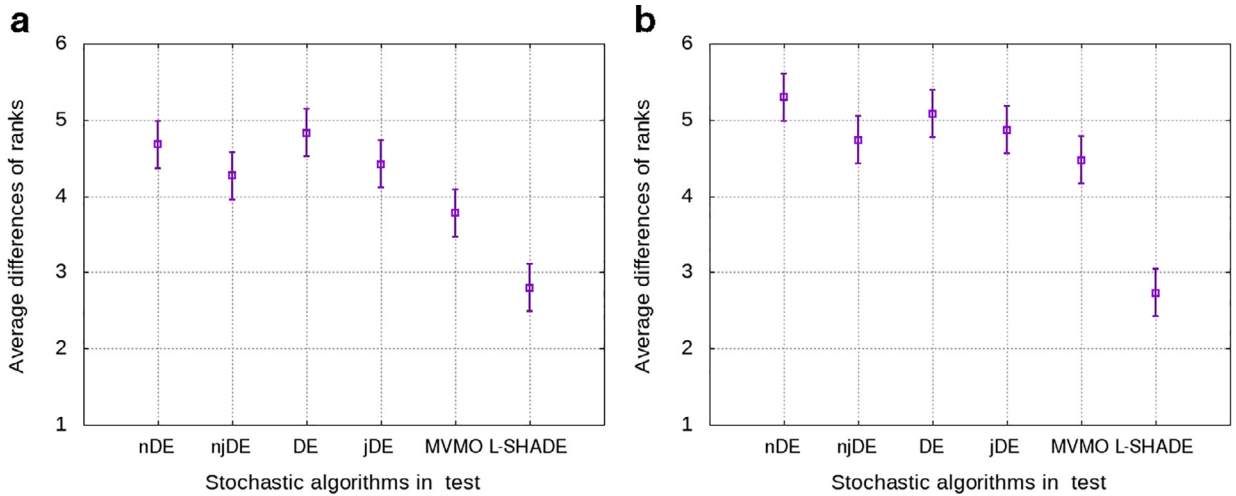 a
6
5
4
3
2
1
Average differences of ranks
nDE njDE DE jDE MVMO L-SHADE
Stochastic algorithms in test
b
6
5
4
3
2
1
Average differences of ranks
nDE njDE DE jDE MVMO L-SHADE
Stochastic algorithms in test